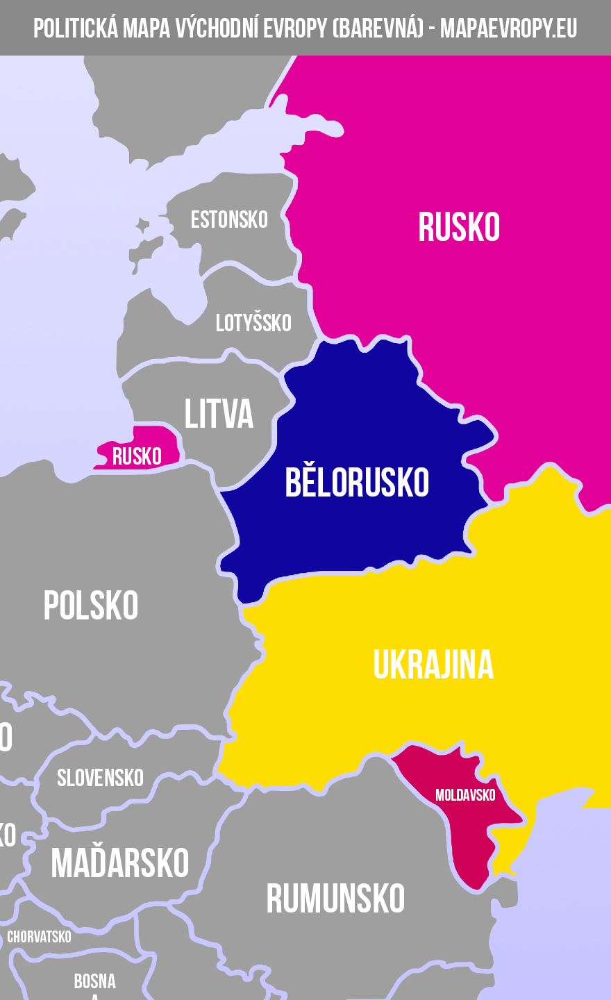 POLITICKÁ MAPA VÝCHODNÍ EVROPY (BAREVNÁ) - MAPAEVROPY.EU
RUSKO
ESTONSKO
LOTYŠSKO
LITVA
RUSKO
BĚLORUSKO
POLSKO
UKRAJINA
SLOVENSKO
MOLDAVSKO
MAĎARSKO
RUMUNSKO
CHORVATSKO
BOSNA